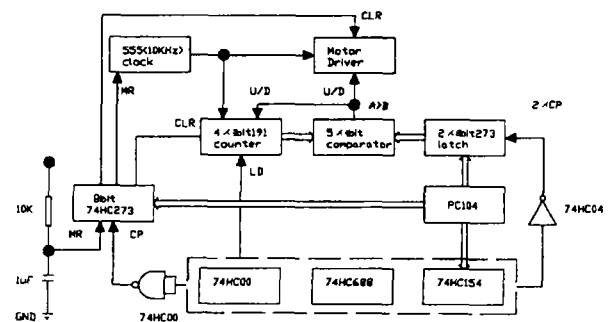 CLR
555(10KHz)
clock
Motor
Driver
MR
U/D
U/D
A>B
2×CP
CLR
4×8bit191
counter
5×4bit
comparator
2×8bit273
latch
LD
10K
8bit
74HC273
PC104
74HC04
MR
CP
1uF
74HC00
74HC688
74HC154
GND
74HC00